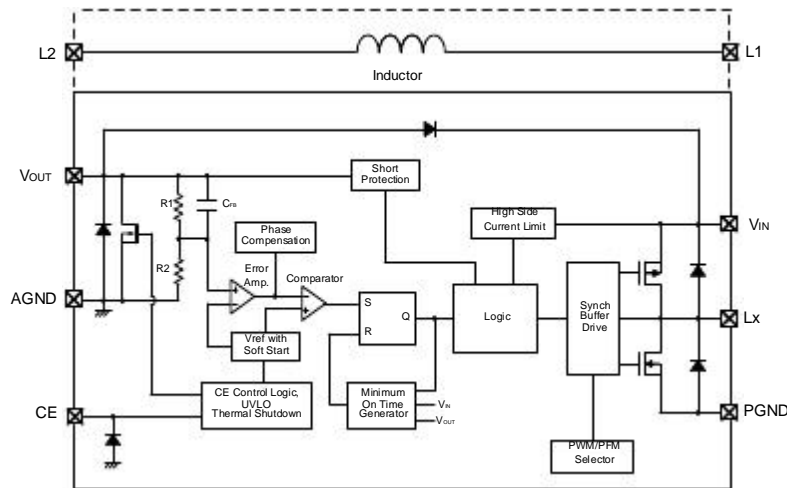 L2
L1
Inductor
VOUT
R1
CFB
Short
Protection
Phase
Compensation
High Side
Current Limit
VIN
R2
Error
Amp.
Comparator
AGND
S
Q
R
Logic
Synch
Buffer
Drive
Lx
Vref with
Soft Start
CE Control Logic,
UVLO
Thermal Shutdown
Minimum
On Time
Generator
VIN
VOUT
CE
PGND
PWM/PFM
Selector